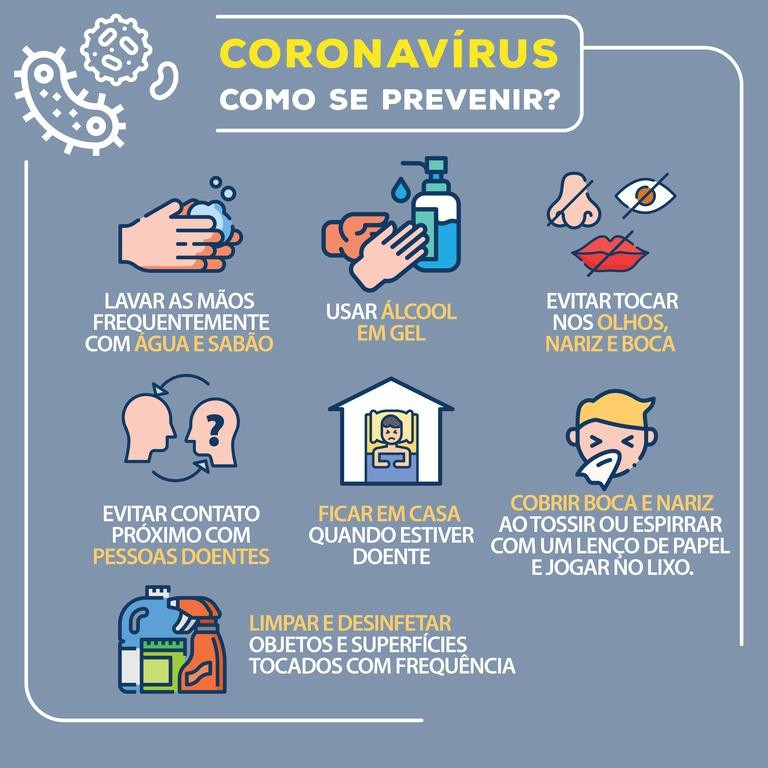 CORONAVÍRUS
COMO SE PREVENIR?
LAVAR AS MÃOS
FREQUENTEMENTE
COM ÁGUA E SABÃO
USAR ÁLCOOL
EM GEL
EVITAR TOCAR
NOS OLHOS,
NARIZ E BOCA
?
EVITAR CONTATO
PRÓXIMO COM
PESSOAS DOENTES
FICAR EM CASA
QUANDO ESTIVER
DOENTE
COBRIR BOCA E NARIZ
AO TOSSIR OU ESPIRRAR
COM UM LENÇO DE PAPEL
E JOGAR NO LIXO.
LIMPAR E DESINFETAR
OBJETOS E SUPERFÍCIES
TOCADOS COM FREQUÊNCIA